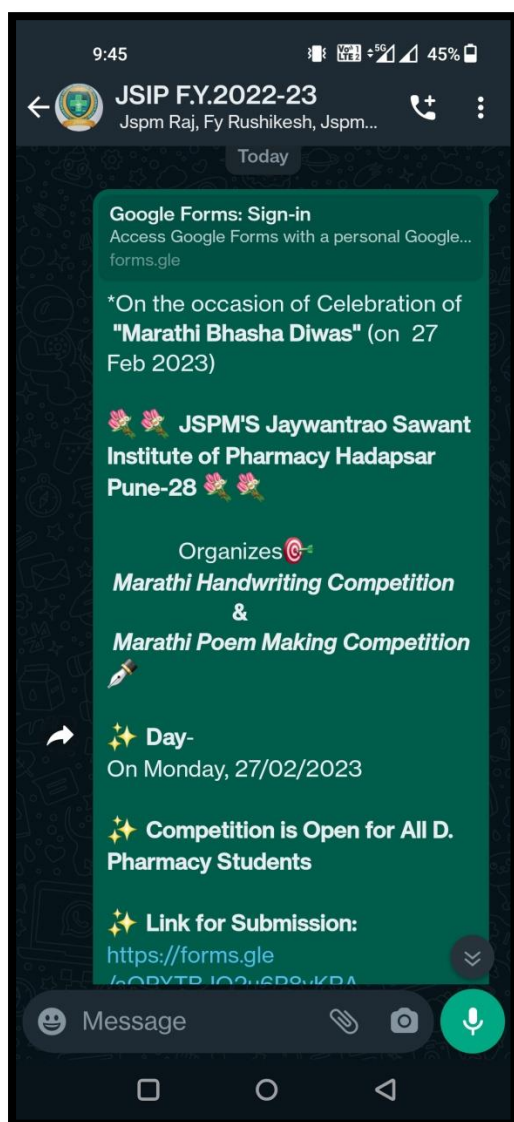 9:45
Vo1) LTE2 5G 45%
JSIP F.Y.2022-23
Jspm Raj, Fy Rushikesh, Jspm...
Today
Google Forms: Sign-in
Access Google Forms with a personal Google...
forms.gle
*On the occasion of Celebration of
"Marathi Bhasha Diwas" (on 27
Feb 2023)
💐 💐 JSPM'S Jaywantrao Sawant
Institute of Pharmacy Hadapsar
Pune-28 💐 💐
Organizes🎯
Marathi Handwriting Competition
&
Marathi Poem Making Competition
✨ Day-
On Monday, 27/02/2023
✨ Competition is Open for All D.
Pharmacy Students
✨ Link for Submission:
https://forms.gle
Message